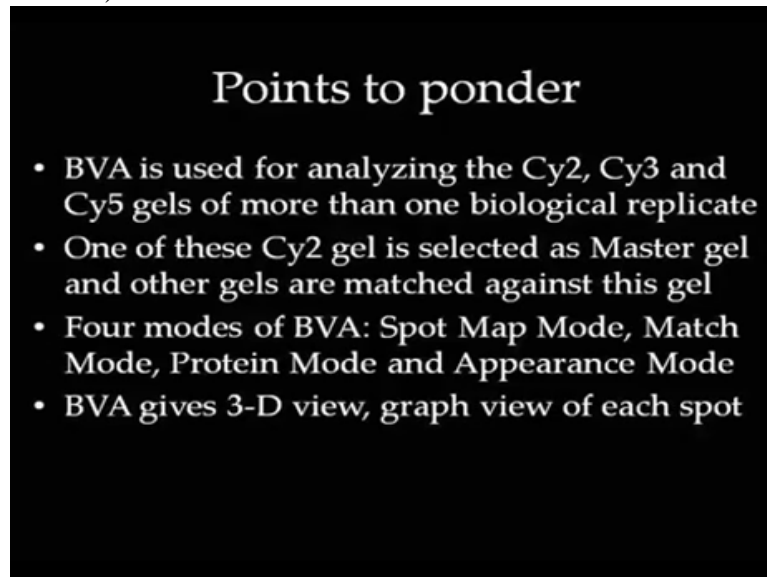 Points to ponder
• BVA is used for analyzing the Cy2, Cy3 and
Cy5 gels of more than one biological replicate
• One of these Cy2 gel is selected as Master gel
and other gels are matched against this gel
• Four modes of BVA: Spot Map Mode, Match
Mode, Protein Mode and Appearance Mode
• BVA gives 3-D view, graph view of each spot